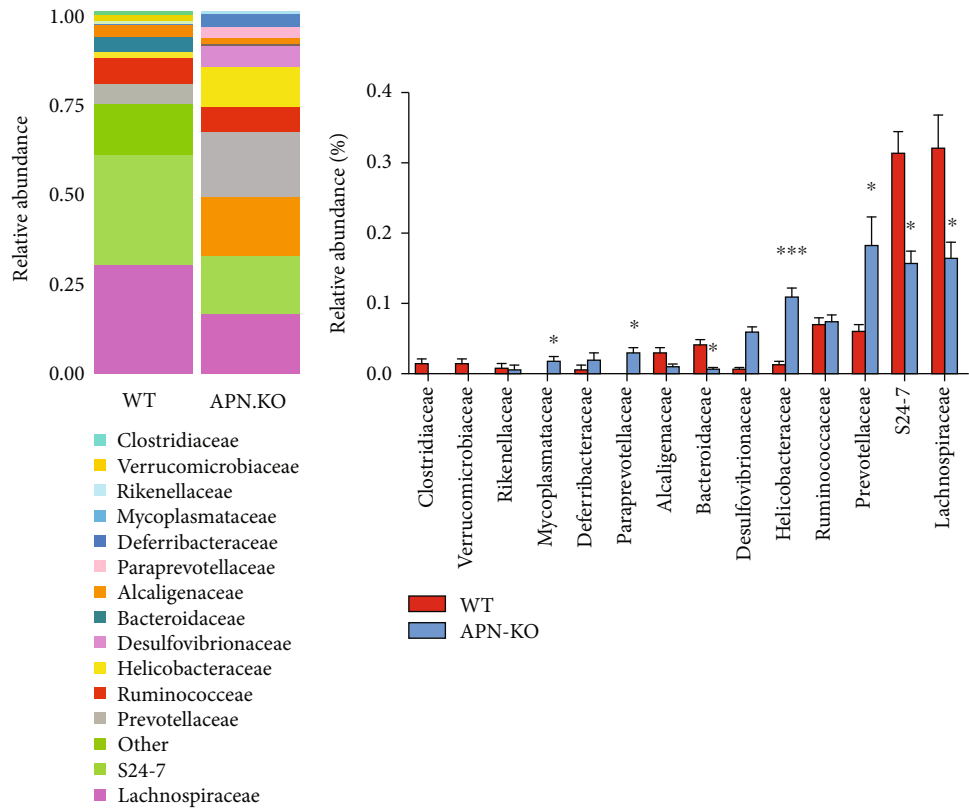 Relative abundance
1.00
0.75
0.50
0.25
0.00
WT
APN.KO
Clostridiaceae
Verrucomicrobiaceae
Rikenellaceae
Mycoplasmataceae
Deferribacteraceae
Paraprevotellaceae
Alcaligenaceae
Bacteroidaceae
Desulfovibrionaceae
Helicobacteraceae
Ruminococceae
Prevotellaceae
Other
S24-7
Lachnospiraceae
Relative abundance (%)
0.4
0.3
0.2
0.1
0.0
*
*
*
***
*
*
*
Clostridiaceae
Verrucomicrobiaceae
Rikenellaceae
Mycoplasmataceae
Deferribacteraceae
Paraprevotellaceae
Alcaligenaceae
Bacteroidaceae
Desulfovibrionaceae
Helicobacteraceae
Ruminococcaceae
Prevotellaceae
S24-7
Lachnospiraceae
WT
APN-KO